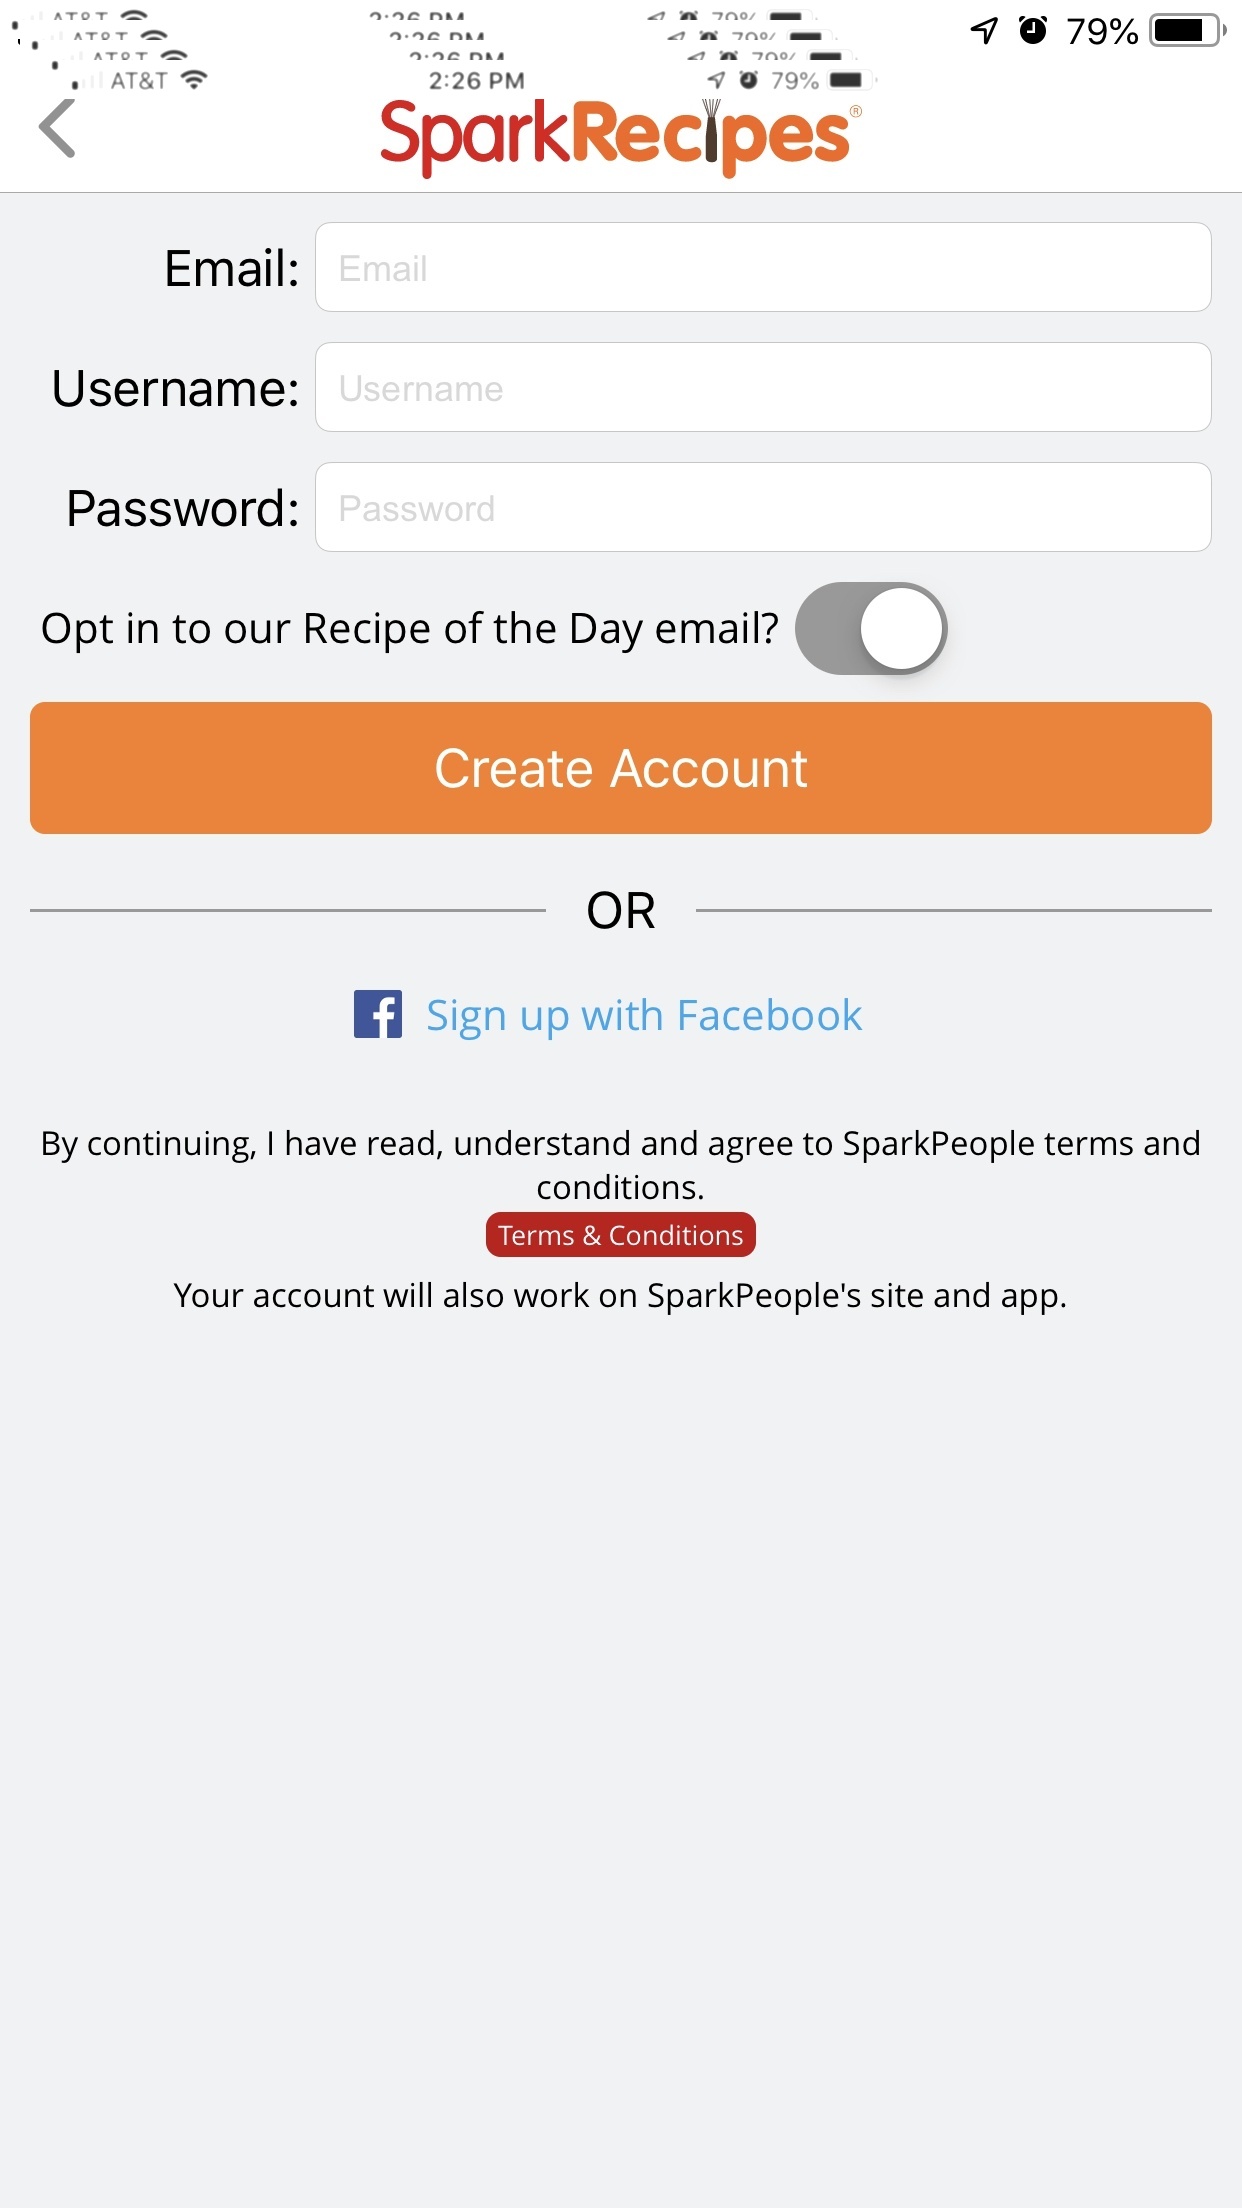 79%
AT&T 2:26 PM 79%
SparkRecipes®
Email: Email
Username: Username
Password: Password
Opt in to our Recipe of the Day email?
Create Account
OR
Sign up with Facebook
By continuing, I have read, understand and agree to SparkPeople terms and
conditions.
Terms & Conditions
Your account will also work on SparkPeople's site and app.